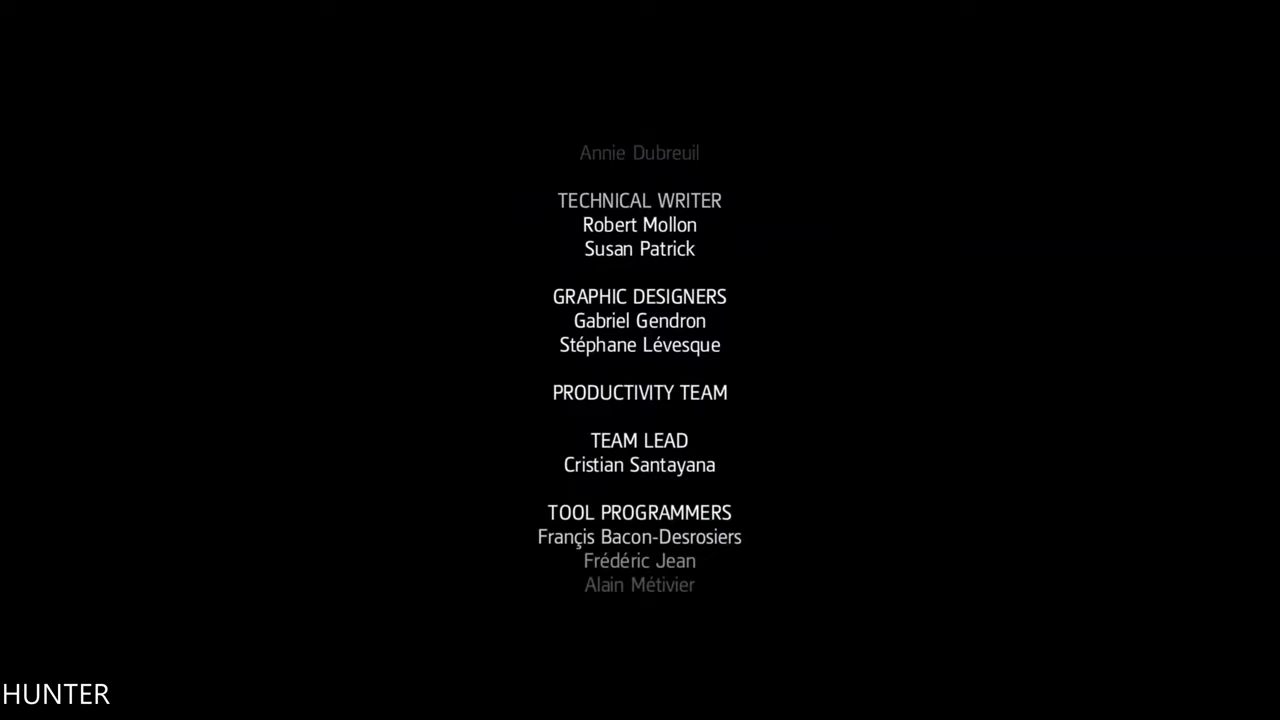 Annie Dubreuil
TECHNICAL WRITER
Robert Mollon
Susan Patrick
GRAPHIC DESIGNERS
Gabriel Gendron
Stéphane Lévesque
PRODUCTIVITY TEAM
TEAM LEAD
Cristian Santayana
TOOL PROGRAMMERS
Françis Bacon-Desrosiers
Frédéric Jean
Alain Métivier
HUNTER